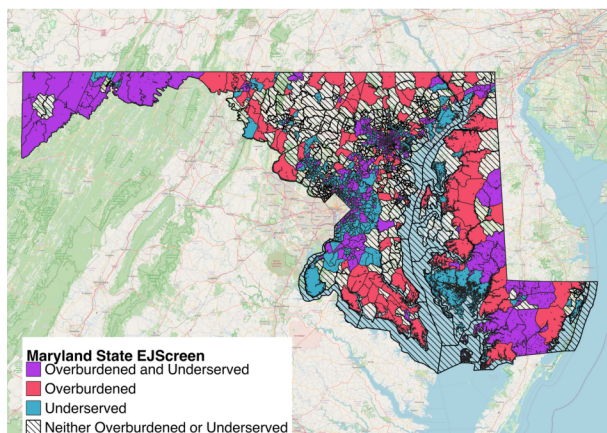 Maryland State EJScreen
Overburdened and Underserved
Overburdened
Underserved
Neither Overburdened or Underserved